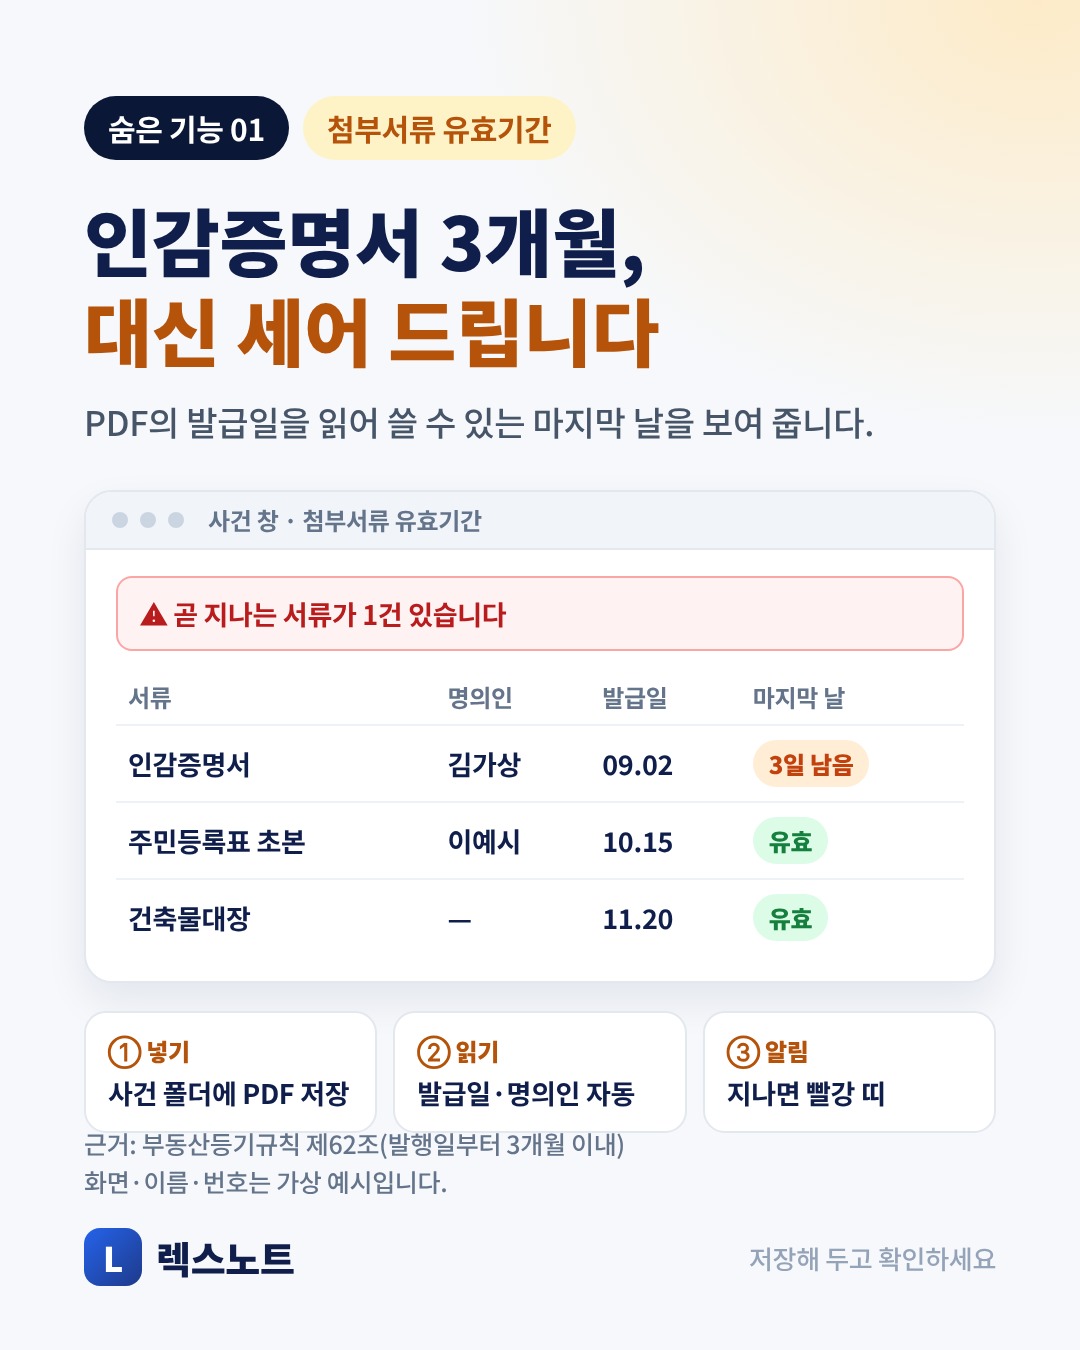 숨은 기능 01 첨부서류 유효기간
인감증명서 3개월,
대신 세어 드립니다
PDF의 발급일을 읽어 쓸 수 있는 마지막 날을 보여 줍니다.
사건 창 · 첨부서류 유효기간
⚠ 곧 지나는 서류가 1건 있습니다
서류 명의인 발급일 마지막 날
인감증명서 김가상 09.02 3일 남음
주민등록표 초본 이예시 10.15 유효
건축물대장 — 11.20 유효
① 넣기
사건 폴더에 PDF 저장
② 읽기
발급일·명의인 자동
③ 알림
지나면 빨강 띠
근거: 부동산등기규칙 제62조(발행일부터 3개월 이내)
화면·이름·번호는 가상 예시입니다.
L 렉스노트
저장해 두고 확인하세요